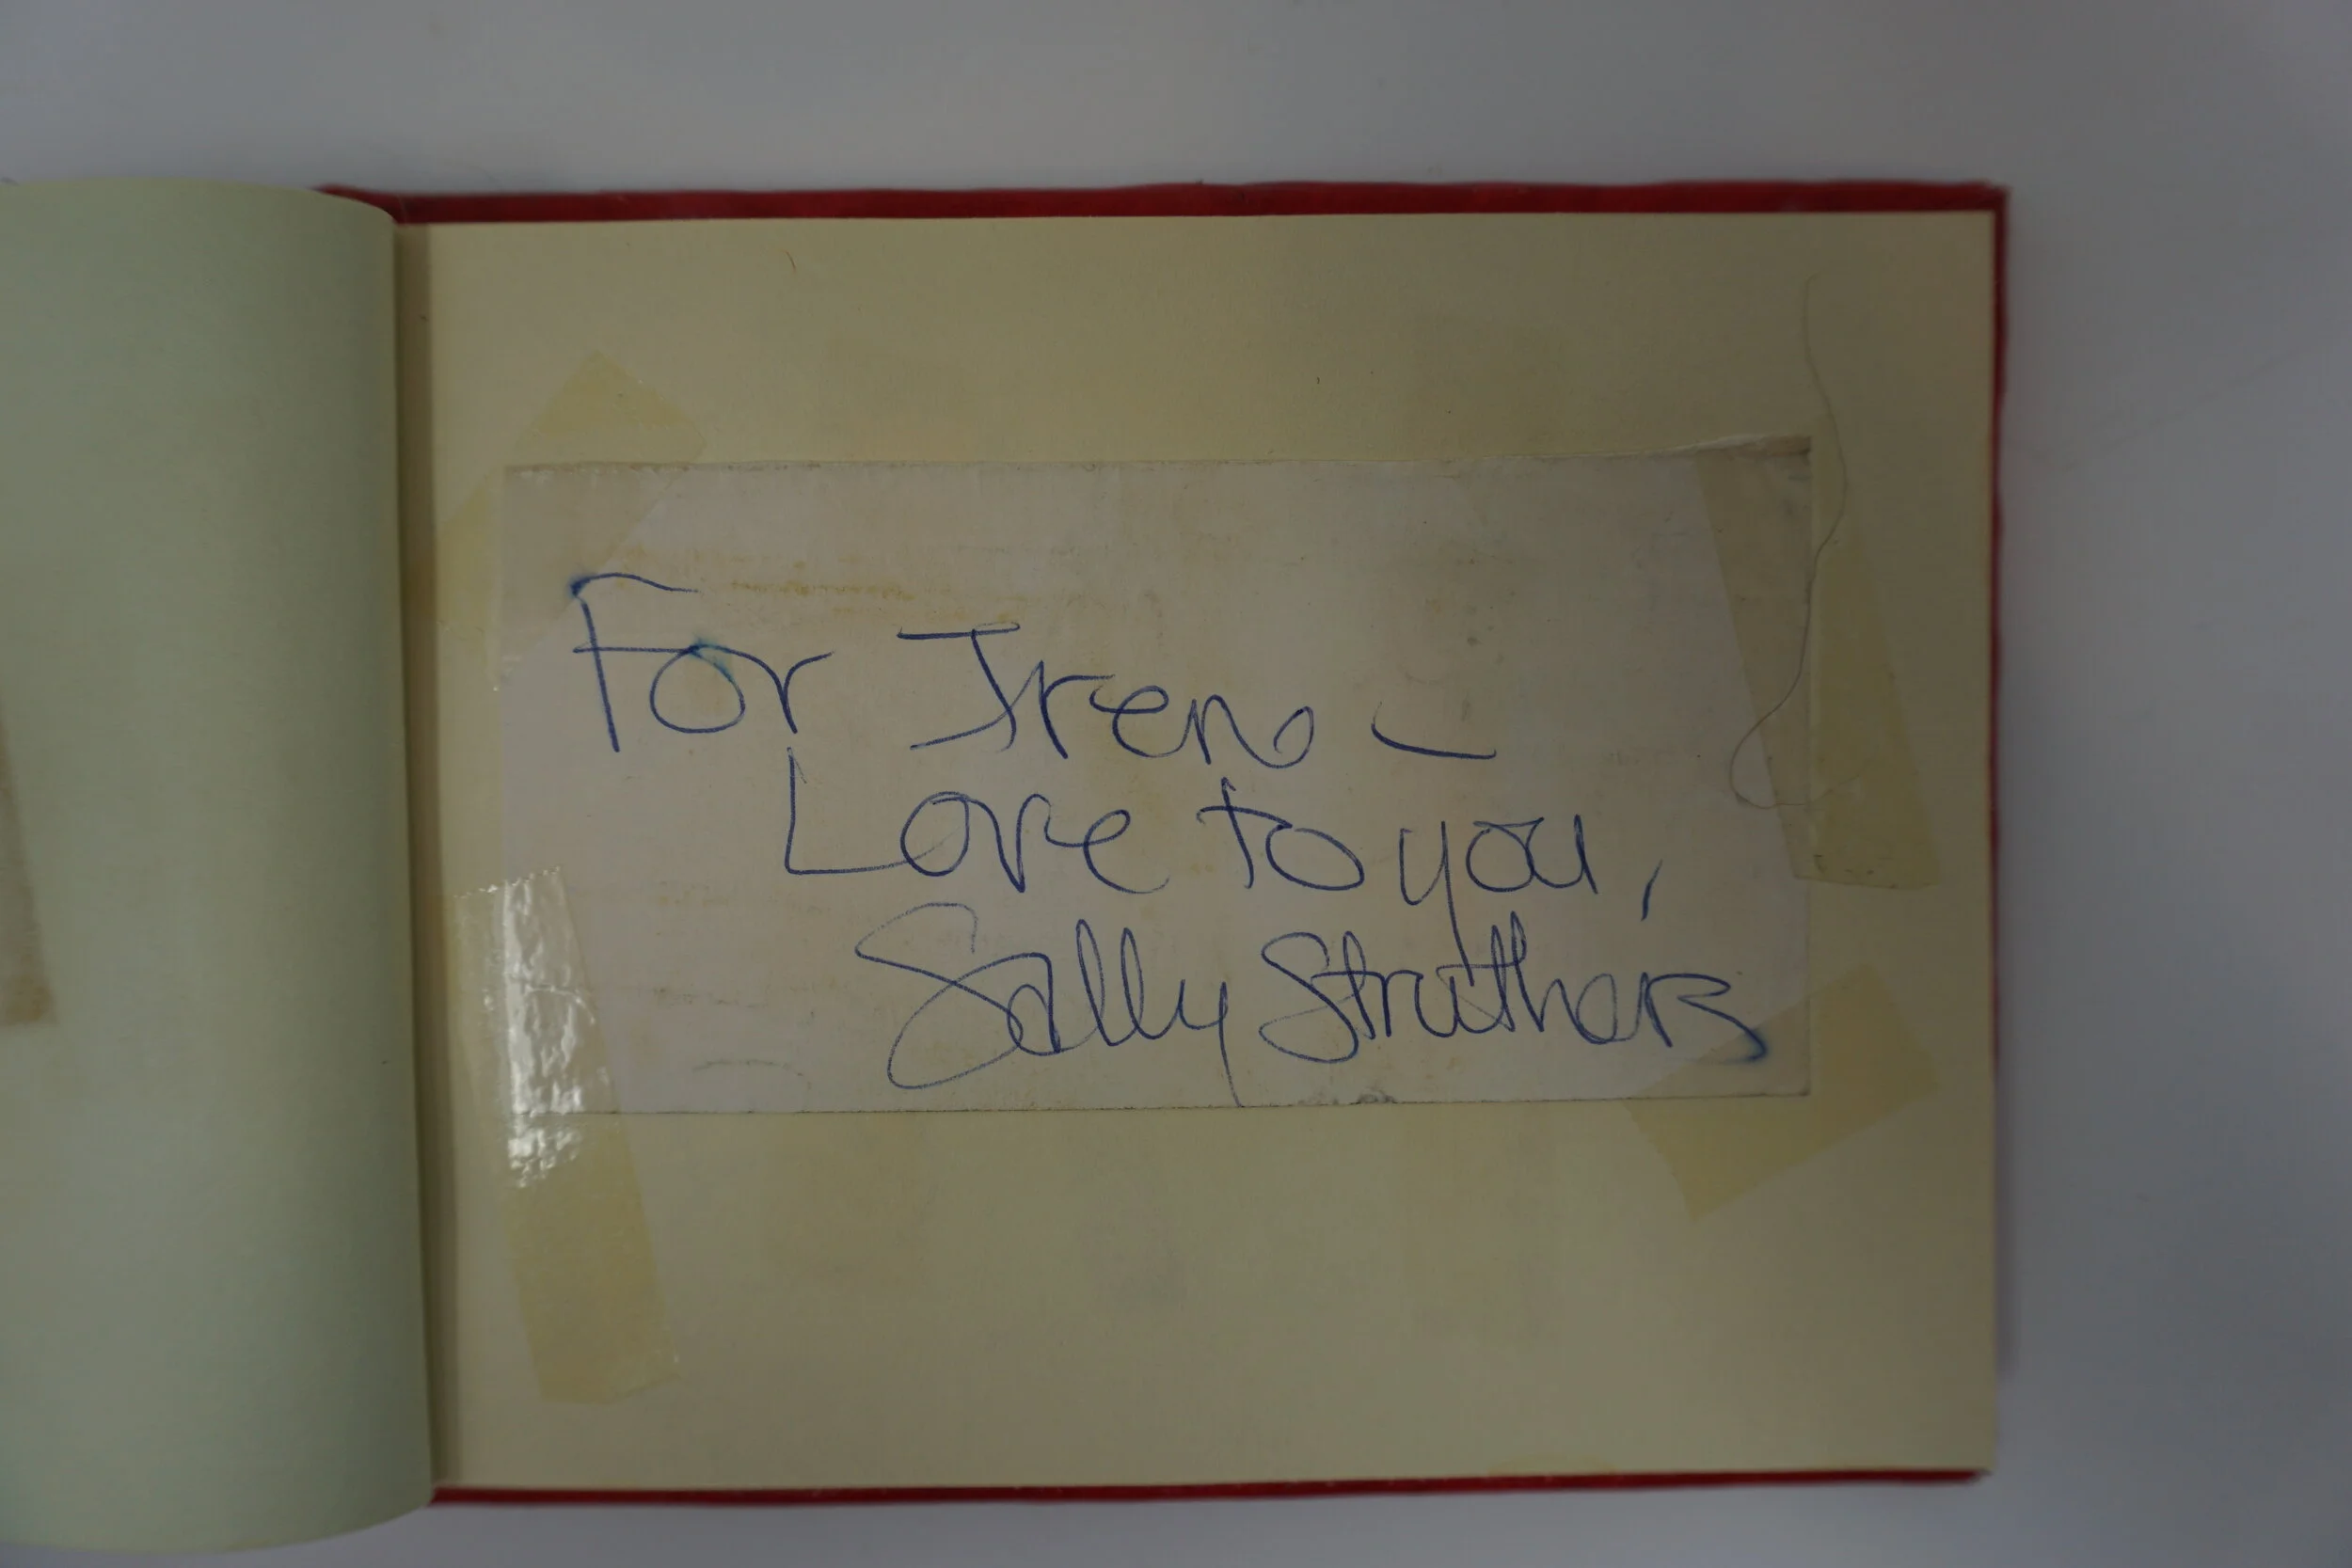 For Irene –
Love to you,
Sally Struthers